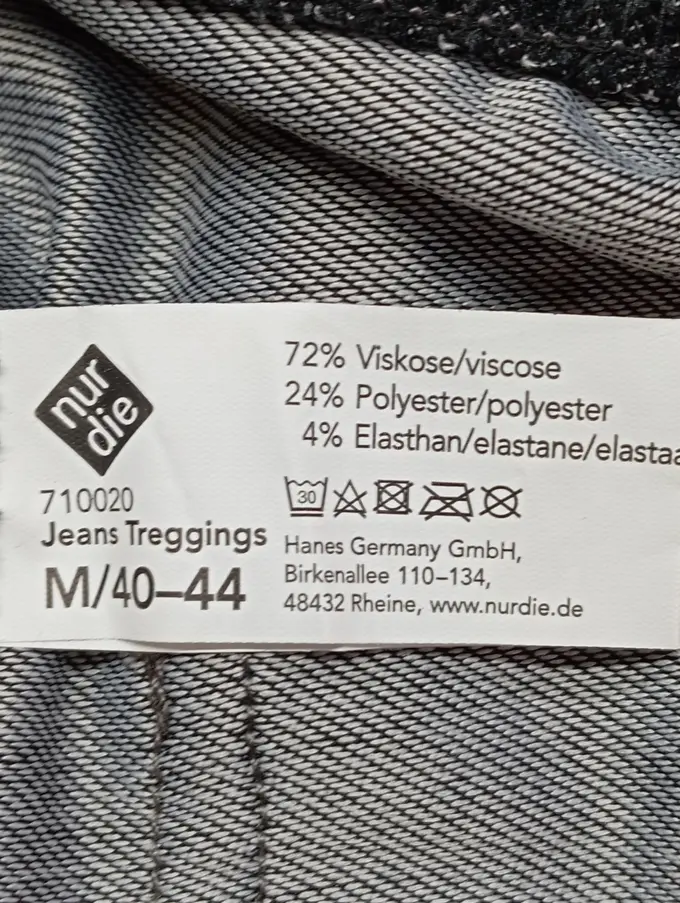 nur
die
710020
Jeans Treggings
M/40–44
72% Viskose/viscose
24% Polyester/polyester
4% Elasthan/elastane/elastaa
30
Hanes Germany GmbH,
Birkenallee 110–134,
48432 Rheine, www.nurdie.de